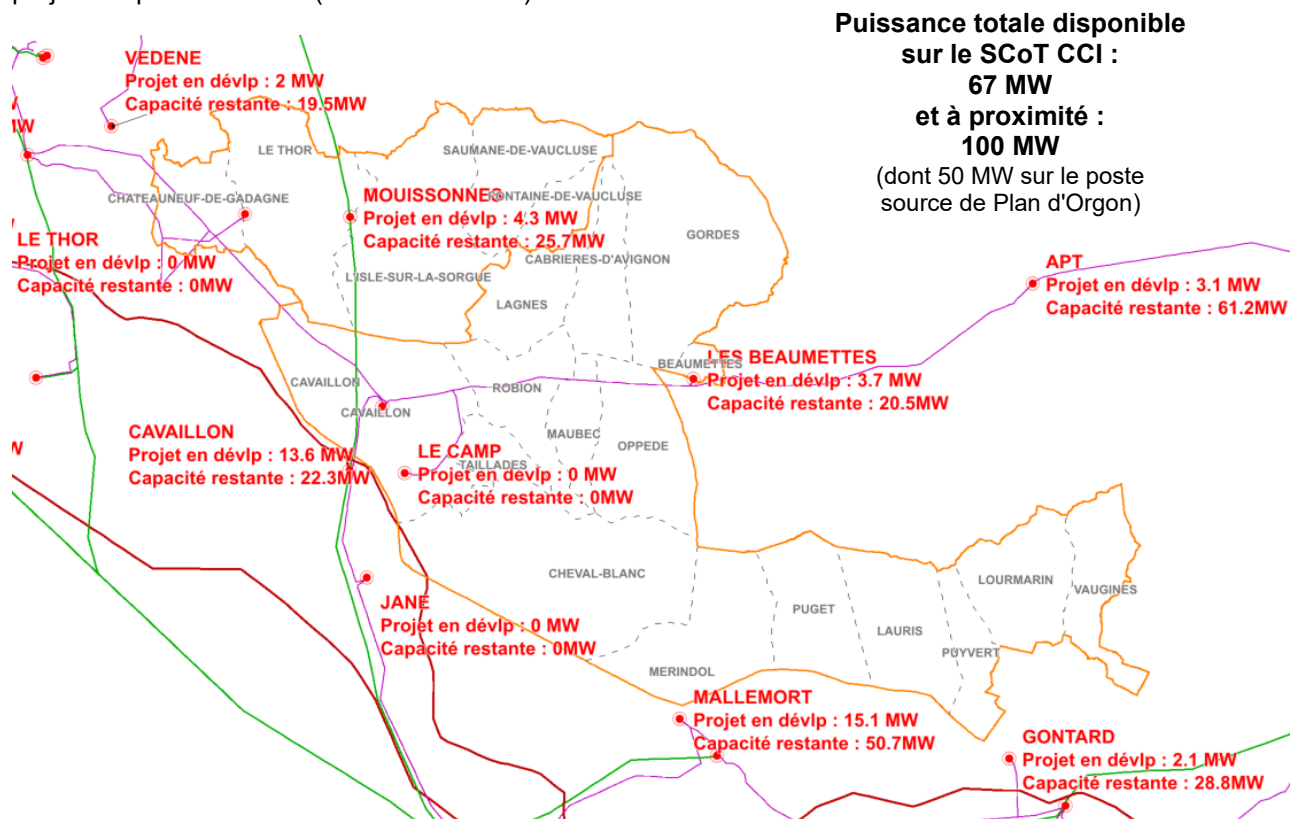 Puissance totale disponible
sur le SCoT CCI :
67 MW
et à proximité :
100 MW
(dont 50 MW sur le poste
source de Plan d'Orgon)
VEDENE
Projet en dévlp : 2 MW
Capacité restante : 19.5MW
MW
LE THOR
SAUMANE-DE-VAUCLUSE
CHATEAUNEUF-DE-GADAGNE
MOUISSONNES
FONTAINE-DE-VAUCLUSE
Projet en dévlp : 4.3 MW
Capacité restante : 25.7MW
GORDES
LE THOR
Projet en dévlp : 0 MW
Capacité restante : 0MW
CABRIERES-D'AVIGNON
L'ISLE-SUR-LA-SORGUE
LAGNES
APT
Projet en dévlp : 3.1 MW
Capacité restante : 61.2MW
LES BEAUMETTES
BEAUMETTES
Projet en dévlp : 3.7 MW
Capacité restante : 20.5MW
CAVAILLON
ROBION
CAVAILLON
MAUBEC
OPPEDE
CAVAILLON
Projet en dévlp : 13.6 MW
Capacité restante : 22.3MW
LE CAMP
TAILLADES
Projet en dévlp : 0 MW
Capacité restante : 0MW
CHEVAL-BLANC
LOURMARIN
VAUGINES
JANE
Projet en dévlp : 0 MW
Capacité restante : 0MW
PUGET
LAURIS
PUYVERT
MERINDOL
MALLEMORT
Projet en dévlp : 15.1 MW
Capacité restante : 50.7MW
GONTARD
Projet en dévlp : 2.1 MW
Capacité restante : 28.8MW